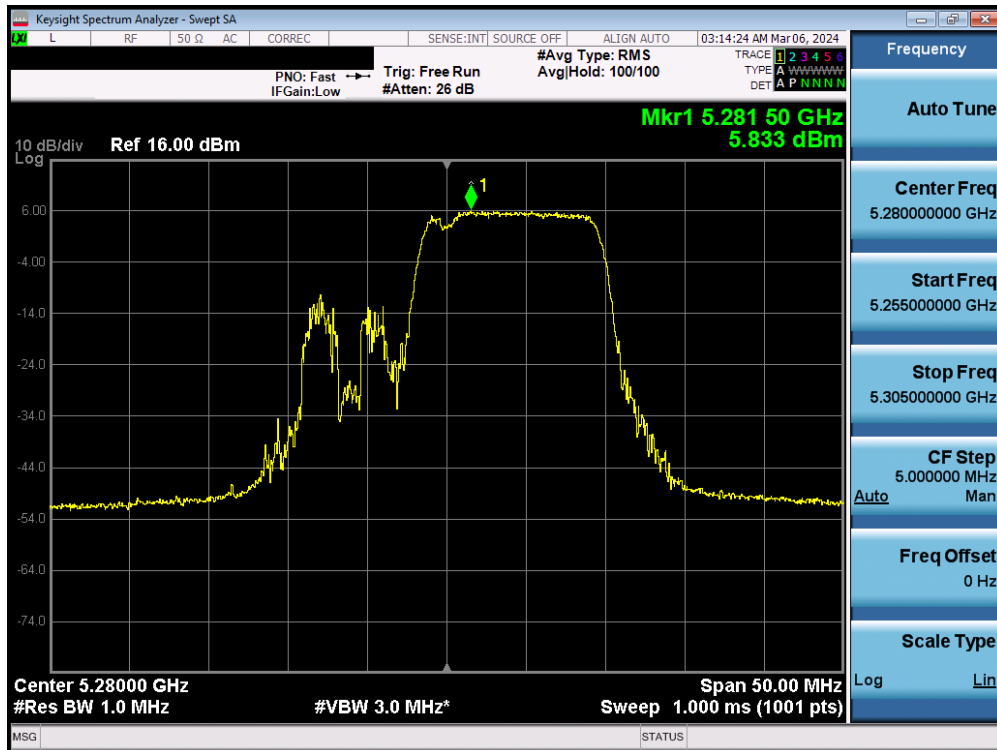 Keysight Spectrum Analyzer - Swept SA
LXI L RF 50 Ω AC CORREC SENSE:INT SOURCE OFF ALIGN AUTO 03:14:24 AM Mar 06, 2024
PNO: Fast Trig: Free Run #Avg Type: RMS TRACE 1 2 3 4 5 6
IFGain:Low #Atten: 26 dB Avg|Hold: 100/100 TYPE A WWWWW
DET A P N N N N
Mkr1 5.281 50 GHz
5.833 dBm
10 dB/div Ref 16.00 dBm
Log
1
6.00
-4.00
-14.0
-24.0
-34.0
-44.0
-54.0
-64.0
-74.0
Center 5.28000 GHz Span 50.00 MHz
#Res BW 1.0 MHz #VBW 3.0 MHz* Sweep 1.000 ms (1001 pts)
MSG STATUS
Frequency
Auto Tune
Center Freq
5.280000000 GHz
Start Freq
5.255000000 GHz
Stop Freq
5.305000000 GHz
CF Step
5.000000 MHz
Auto Man
Freq Offset
0 Hz
Scale Type
Log Lin